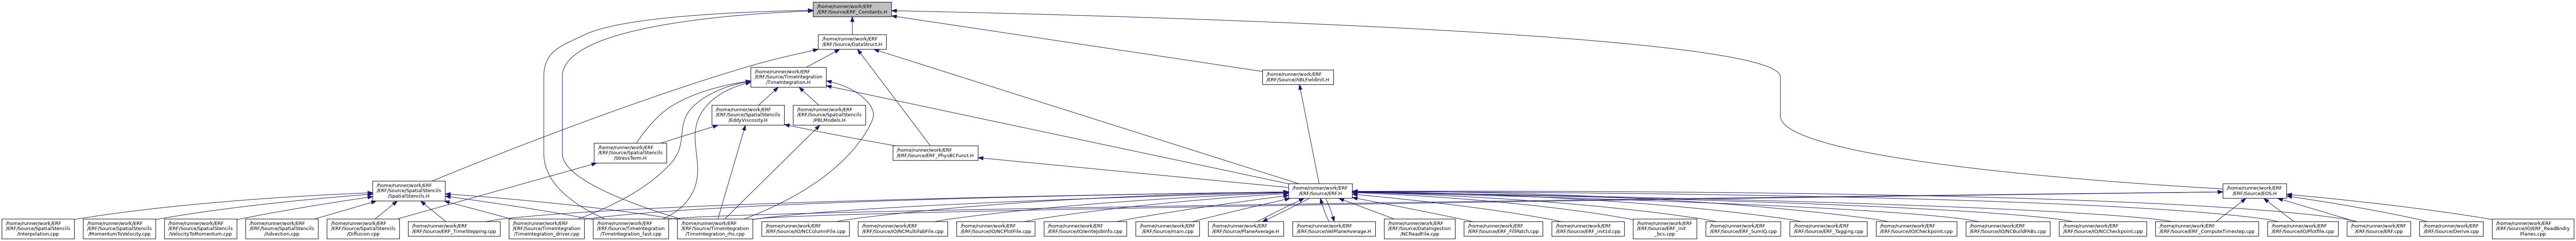 /home/runner/work/ERF
/ERF/Source/ERF_Constants.H
/home/runner/work/ERF
/ERF/Source/DataStruct.H
/home/runner/work/ERF
/ERF/Source/TimeIntegration
/TimeIntegration.H
/home/runner/work/ERF
/ERF/Source/ABLFieldInit.H
/home/runner/work/ERF
/ERF/Source/SpatialStencils
/EddyViscosity.H
/home/runner/work/ERF
/ERF/Source/SpatialStencils
/PBLModels.H
/home/runner/work/ERF
/ERF/Source/SpatialStencils
/StressTerm.H
/home/runner/work/ERF
/ERF/Source/ERF_PhysBCFunct.H
/home/runner/work/ERF
/ERF/Source/SpatialStencils
/SpatialStencils.H
/home/runner/work/ERF
/ERF/Source/ERF.H
/home/runner/work/ERF
/ERF/Source/EOS.H
/home/runner/work/ERF
/ERF/Source/SpatialStencils
/Interpolation.cpp
/home/runner/work/ERF
/ERF/Source/SpatialStencils
/MomentumToVelocity.cpp
/home/runner/work/ERF
/ERF/Source/SpatialStencils
/VelocityToMomentum.cpp
/home/runner/work/ERF
/ERF/Source/SpatialStencils
/Advection.cpp
/home/runner/work/ERF
/ERF/Source/SpatialStencils
/Diffusion.cpp
/home/runner/work/ERF
/ERF/Source/ERF_TimeStepping.cpp
/home/runner/work/ERF
/ERF/Source/TimeIntegration
/TimeIntegration_driver.cpp
/home/runner/work/ERF
/ERF/Source/TimeIntegration
/TimeIntegration_fast.cpp
/home/runner/work/ERF
/ERF/Source/TimeIntegration
/TimeIntegration_rhs.cpp
/home/runner/work/ERF
/ERF/Source/IO/NCColumnFile.cpp
/home/runner/work/ERF
/ERF/Source/IO/NCMultiFabFile.cpp
/home/runner/work/ERF
/ERF/Source/IO/NCPlotFile.cpp
/home/runner/work/ERF
/ERF/Source/IO/writeJobInfo.cpp
/home/runner/work/ERF
/ERF/Source/main.cpp
/home/runner/work/ERF
/ERF/Source/PlaneAverage.H
/home/runner/work/ERF
/ERF/Source/VelPlaneAverage.H
/home/runner/work/ERF
/ERF/Source/DataIngestion
/NCReadFile.cpp
/home/runner/work/ERF
/ERF/Source/ERF_FillPatch.cpp
/home/runner/work/ERF
/ERF/Source/ERF_init1d.cpp
/home/runner/work/ERF
/ERF/Source/ERF_init
_bcs.cpp
/home/runner/work/ERF
/ERF/Source/ERF_SumIQ.cpp
/home/runner/work/ERF
/ERF/Source/ERF_Tagging.cpp
/home/runner/work/ERF
/ERF/Source/IO/Checkpoint.cpp
/home/runner/work/ERF
/ERF/Source/IO/NCBuildFABs.cpp
/home/runner/work/ERF
/ERF/Source/IO/NCCheckpoint.cpp
/home/runner/work/ERF
/ERF/Source/ERF_ComputeTimestep.cpp
/home/runner/work/ERF
/ERF/Source/IO/Plotfile.cpp
/home/runner/work/ERF
/ERF/Source/ERF.cpp
/home/runner/work/ERF
/ERF/Source/Derive.cpp
/home/runner/work/ERF
/ERF/Source/IO/ERF_ReadBndry
_Planes.cpp